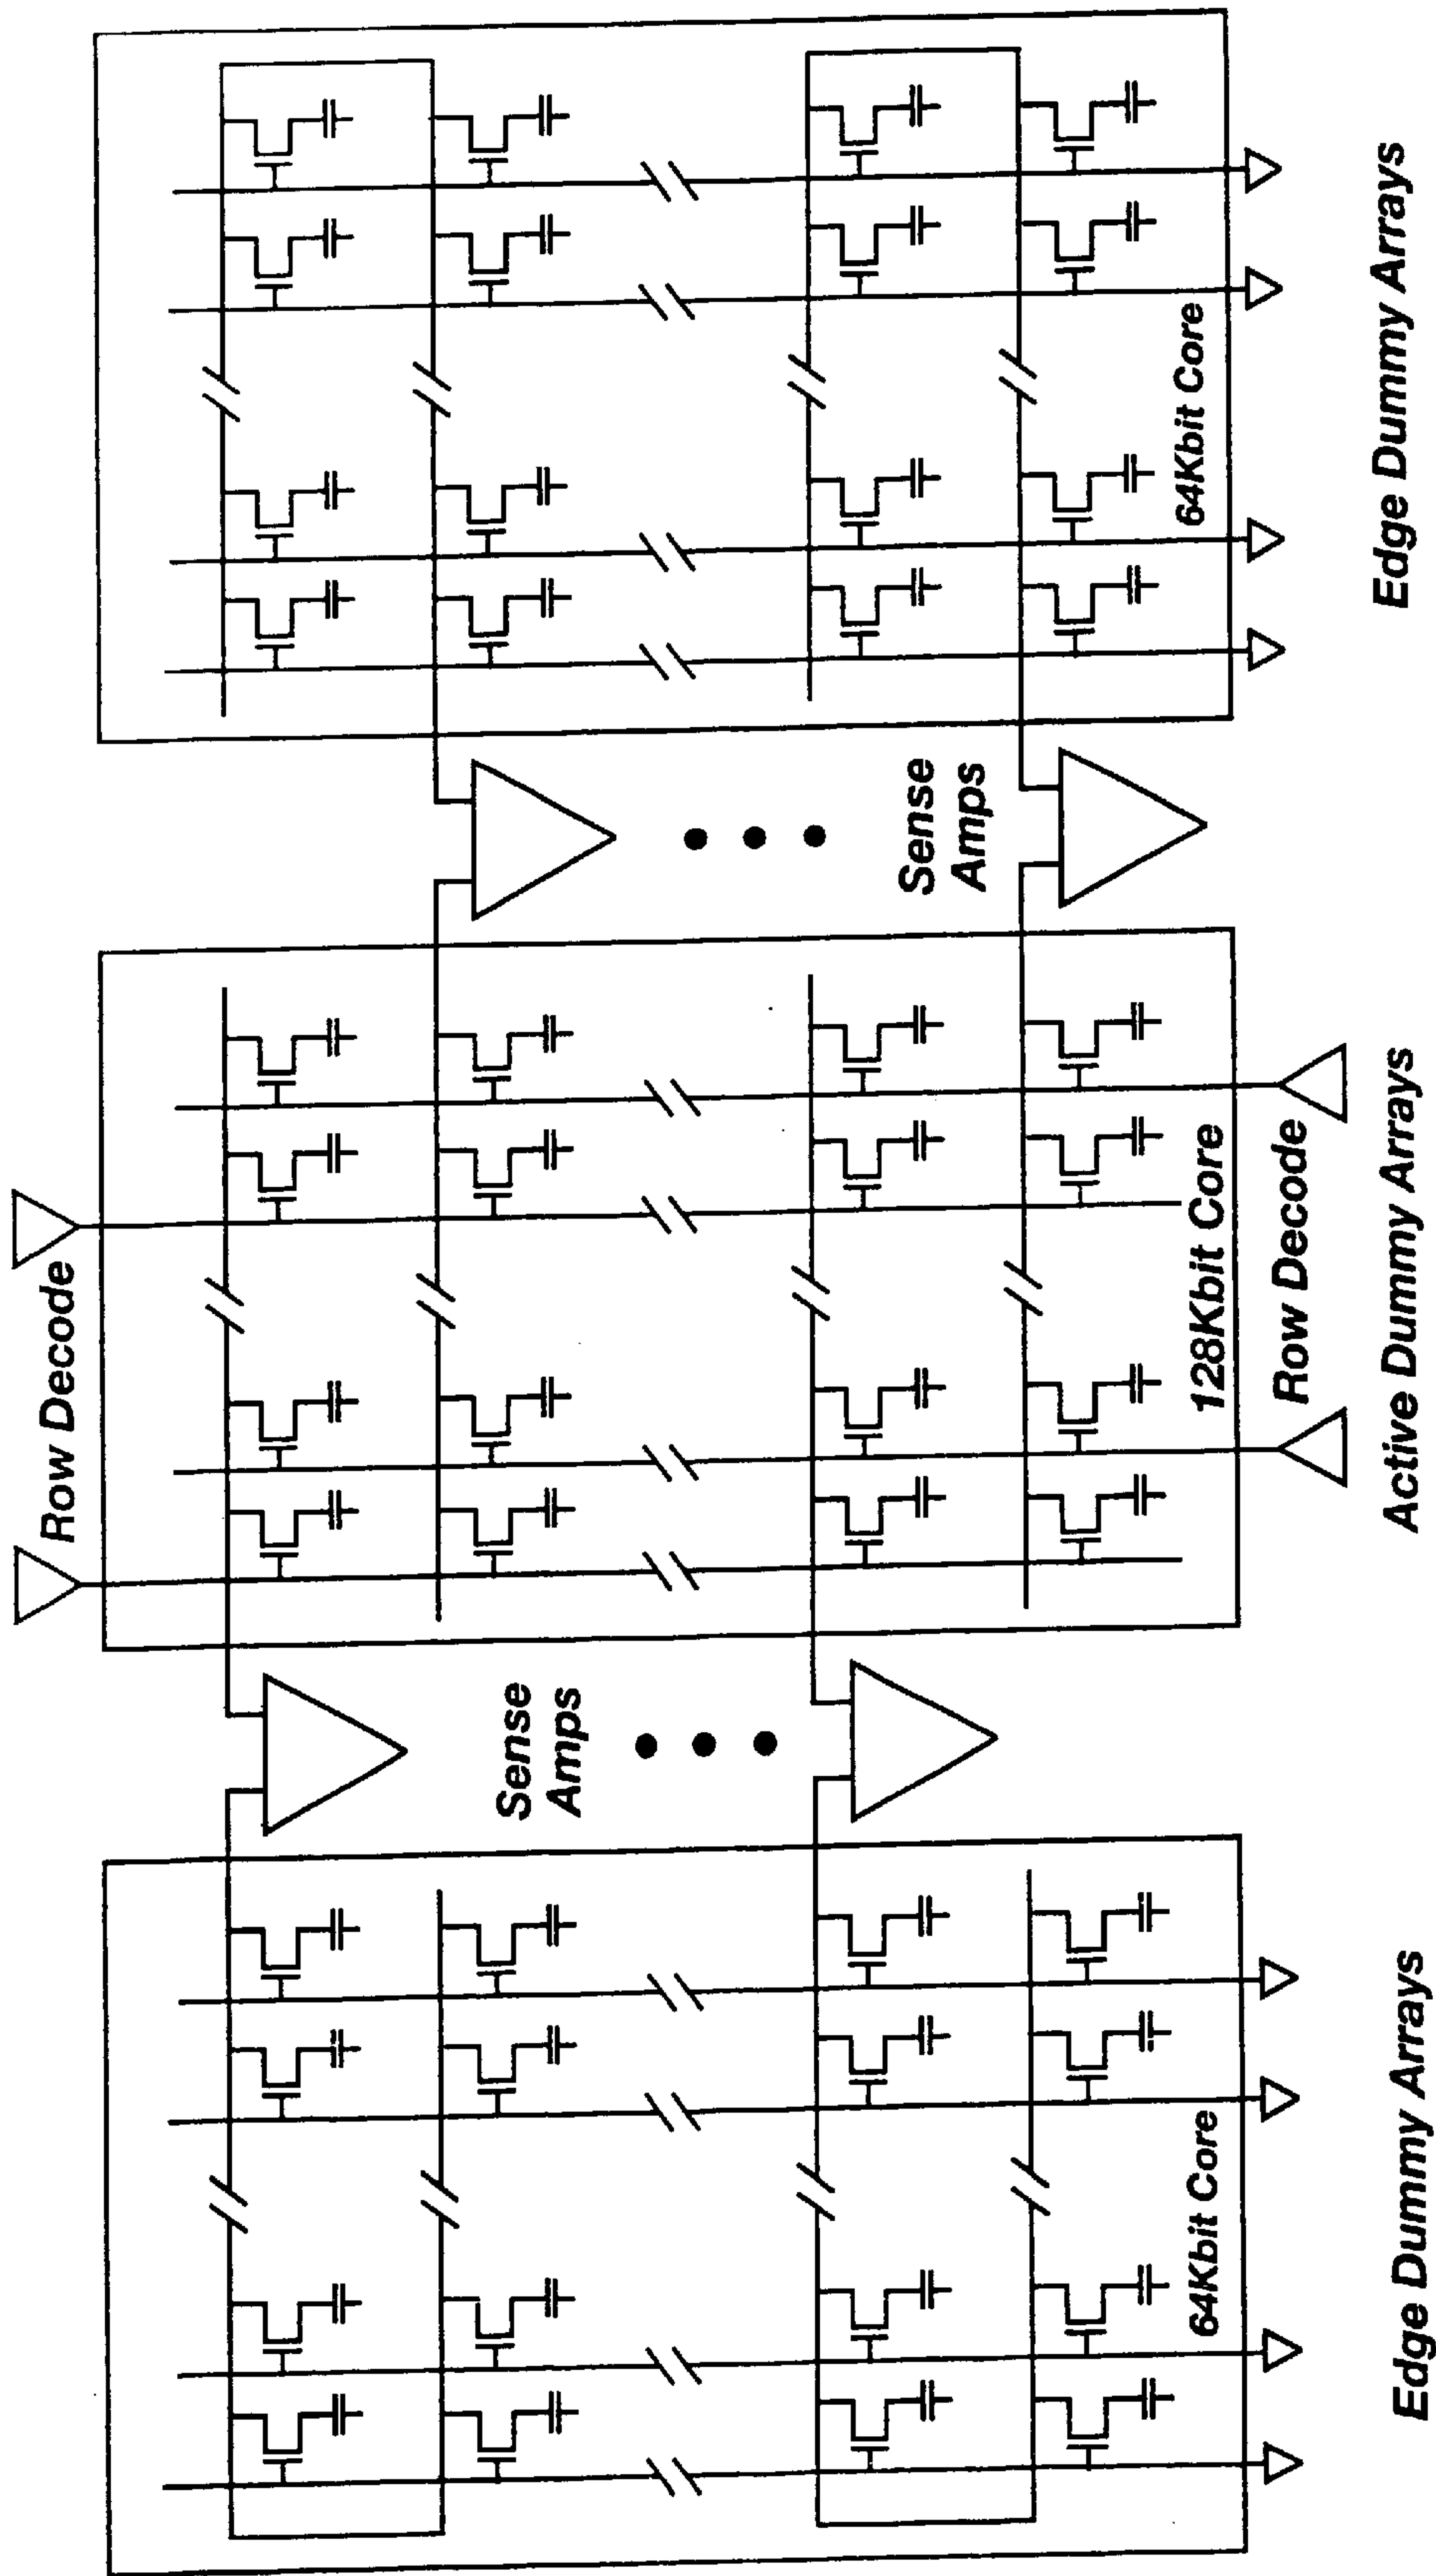 Row Decode
Sense
Amps
Sense
Amps
64Kbit Core
128Kbit Core
64Kbit Core
Row Decode
Edge Dummy Arrays
Active Dummy Arrays
Edge Dummy Arrays